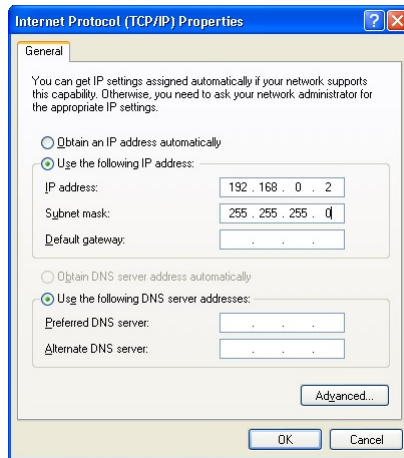 Internet Protocol (TCP/IP) Properties
General
You can get IP settings assigned automatically if your network supports
this capability. Otherwise, you need to ask your network administrator for
the appropriate IP settings.
Obtain an IP address automatically
Use the following IP address:
IP address: 192 . 168 . 0 . 2
Subnet mask: 255 . 255 . 255 . 0
Default gateway: . . .
Obtain DNS server address automatically
Use the following DNS server addresses:
Preferred DNS server: . . .
Alternate DNS server: . . .
Advanced...
OK Cancel